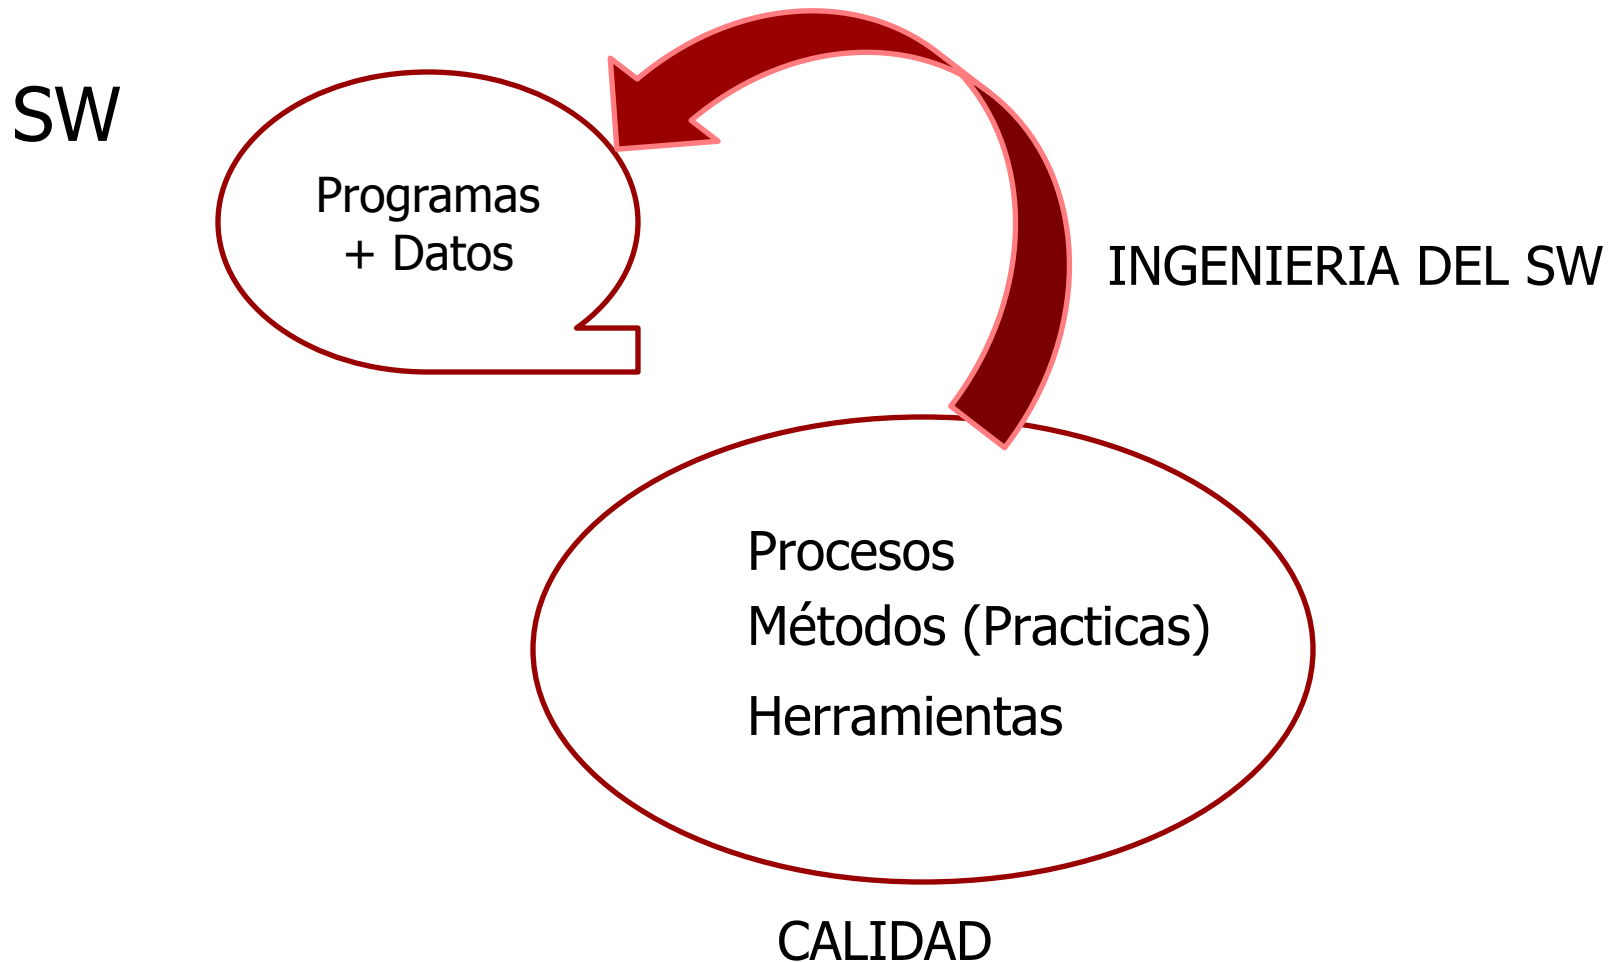 SW
Programas
+ Datos
INGENIERIA DEL SW
Procesos
Métodos (Practicas)
Herramientas
CALIDAD